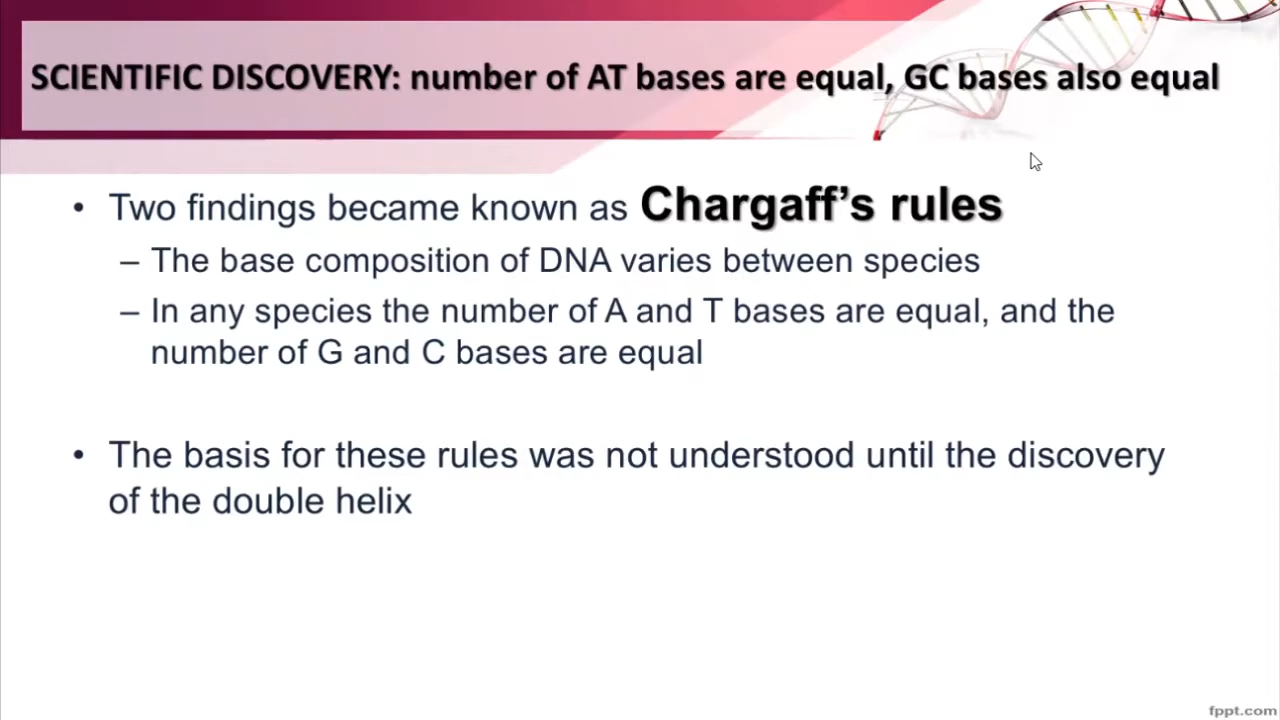 SCIENTIFIC DISCOVERY: number of AT bases are equal, GC bases also equal
• Two findings became known as Chargaff’s rules
– The base composition of DNA varies between species
– In any species the number of A and T bases are equal, and the
number of G and C bases are equal
• The basis for these rules was not understood until the discovery
of the double helix
fppt.com